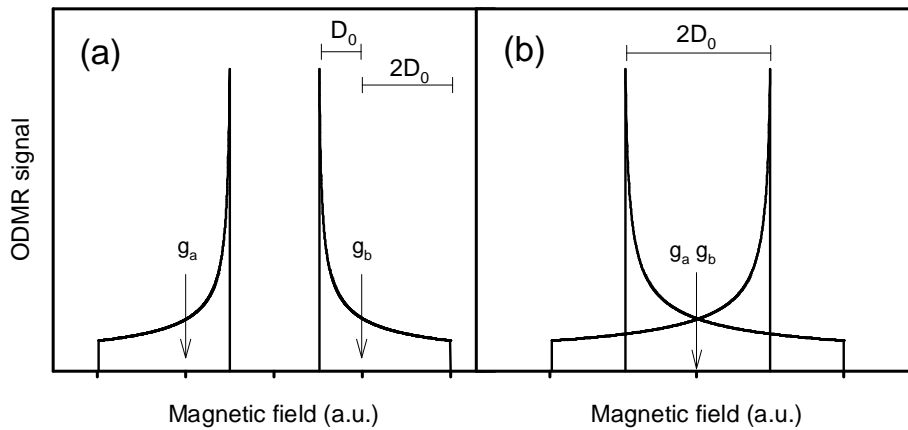 (a)
D0
2D0
ga
gb
(b)
2D0
ga gb
ODMR signal
Magnetic field (a.u.)
Magnetic field (a.u.)